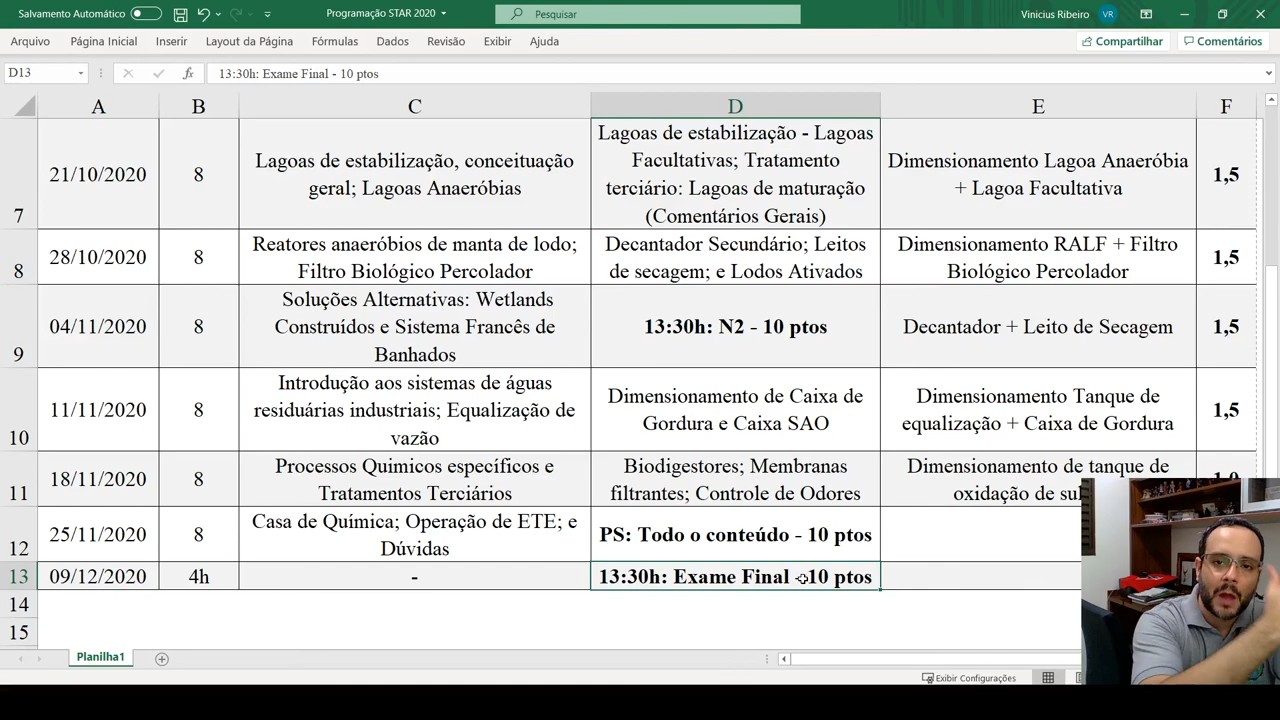 Salvamento Automático
Programação STAR 2020
Pesquisar
Vinicius Ribeiro
VR
Arquivo
Página Inicial
Inserir
Layout da Página
Fórmulas
Dados
Revisão
Exibir
Ajuda
Compartilhar
Comentários
D13
fx
13:30h: Exame Final - 10 ptos
A
B
C
D
E
F
7
21/10/2020
8
Lagoas de estabilização, conceituação
geral; Lagoas Anaeróbias
Lagoas de estabilização - Lagoas
Facultativas; Tratamento
terciário: Lagoas de maturação
(Comentários Gerais)
Dimensionamento Lagoa Anaeróbia
+ Lagoa Facultativa
1,5
8
28/10/2020
8
Reatores anaeróbios de manta de lodo;
Filtro Biológico Percolador
Decantador Secundário; Leitos
de secagem; e Lodos Ativados
Dimensionamento RALF + Filtro
Biológico Percolador
1,5
9
04/11/2020
8
Soluções Alternativas: Wetlands
Construídos e Sistema Francês de
Banhados
13:30h: N2 - 10 ptos
Decantador + Leito de Secagem
1,5
10
11/11/2020
8
Introdução aos sistemas de águas
residuárias industriais; Equalização de
vazão
Dimensionamento de Caixa de
Gordura e Caixa SAO
Dimensionamento Tanque de
equalização + Caixa de Gordura
1,5
11
18/11/2020
8
Processos Quimicos específicos e
Tratamentos Terciários
Biodigestores; Membranas
filtrantes; Controle de Odores
Dimensionamento de tanque de
oxidação de
12
25/11/2020
8
Casa de Química; Operação de ETE; e
Dúvidas
PS: Todo o conteúdo - 10 ptos
13
09/12/2020
4h
-
13:30h: Exame Final - 10 ptos
14
15
Planilha1
Exibir Configurações